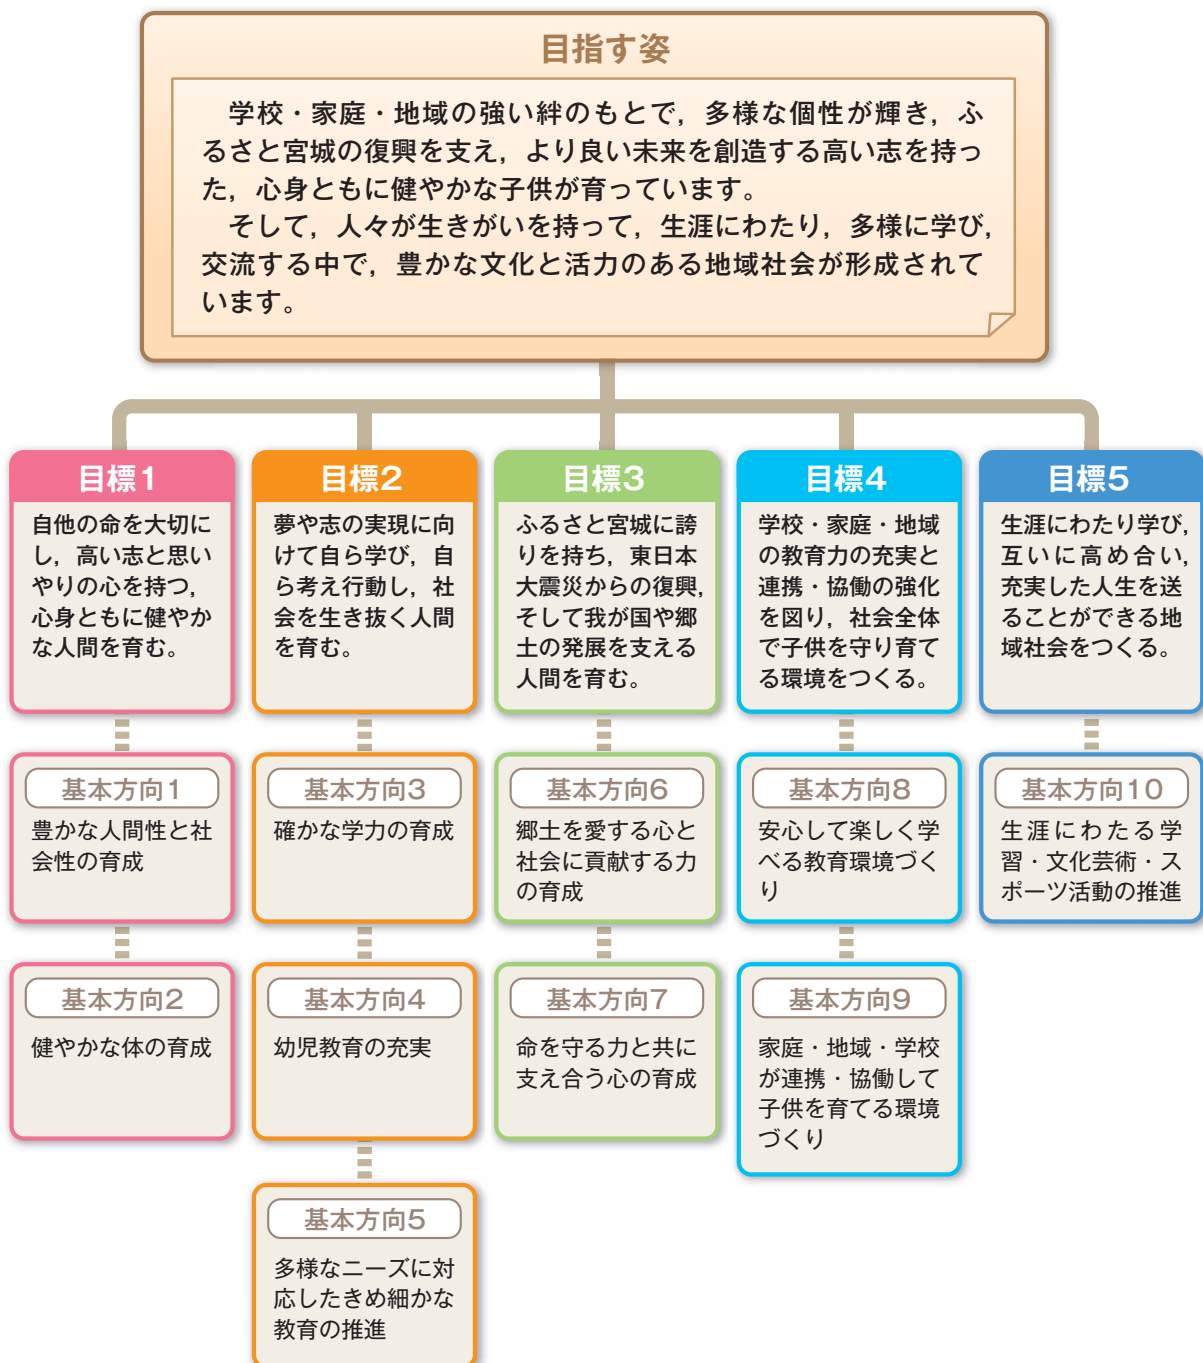 目指す姿
学校・家庭・地域の強い絆のもとで，多様な個性が輝き，ふ
るさと宮城の復興を支え，より良い未来を創造する高い志を持っ
た，心身ともに健やかな子供が育っています。
そして，人々が生きがいを持って，生涯にわたり，多様に学び，
交流する中で，豊かな文化と活力のある地域社会が形成されて
います。
目標1
自他の命を大切に
し，高い志と思い
やりの心を持つ，
心身ともに健やか
な人間を育む。
基本方向1
豊かな人間性と社
会性の育成
基本方向2
健やかな体の育成
目標2
夢や志の実現に向
けて自ら学び，自
ら考え行動し，社
会を生き抜く人間
を育む。
基本方向3
確かな学力の育成
基本方向4
幼児教育の充実
基本方向5
多様なニーズに対
応したきめ細かな
教育の推進
目標3
ふるさと宮城に誇
りを持ち，東日本
大震災からの復興，
そして我が国や郷
土の発展を支える
人間を育む。
基本方向6
郷土を愛する心と
社会に貢献する力
の育成
基本方向7
命を守る力と共に
支え合う心の育成
目標4
学校・家庭・地域
の教育力の充実と
連携・協働の強化
を図り，社会全体
で子供を守り育て
る環境をつくる。
基本方向8
安心して楽しく学
べる教育環境づく
り
基本方向9
家庭・地域・学校
が連携・協働して
子供を育てる環境
づくり
目標5
生涯にわたり学び，
互いに高め合い，
充実した人生を送
ることができる地
域社会をつくる。
基本方向10
生涯にわたる学
習・文化芸術・ス
ポーツ活動の推進